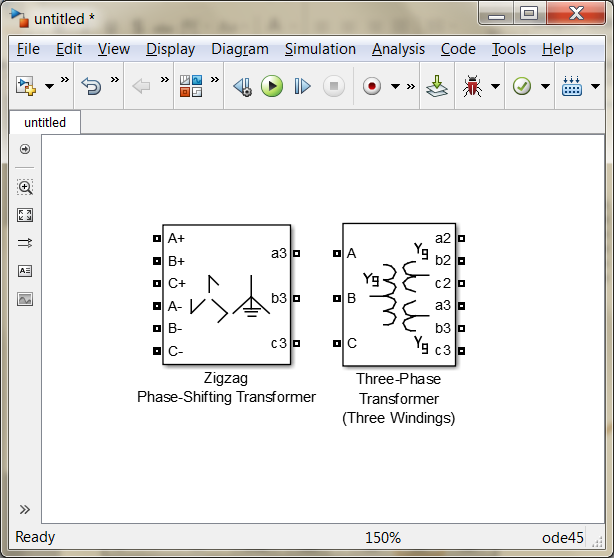 untitled *
File Edit View Display Diagram Simulation Analysis Code Tools Help
» » » » »
untitled
A+
B+
C+
A-
B-
C-
a3
b3
c3
Zigzag
Phase-Shifting Transformer
A
B
C
Yg
Yg
Yg
a2
b2
c2
a3
b3
c3
Three-Phase
Transformer
(Three Windings)
»
Ready 150% ode45